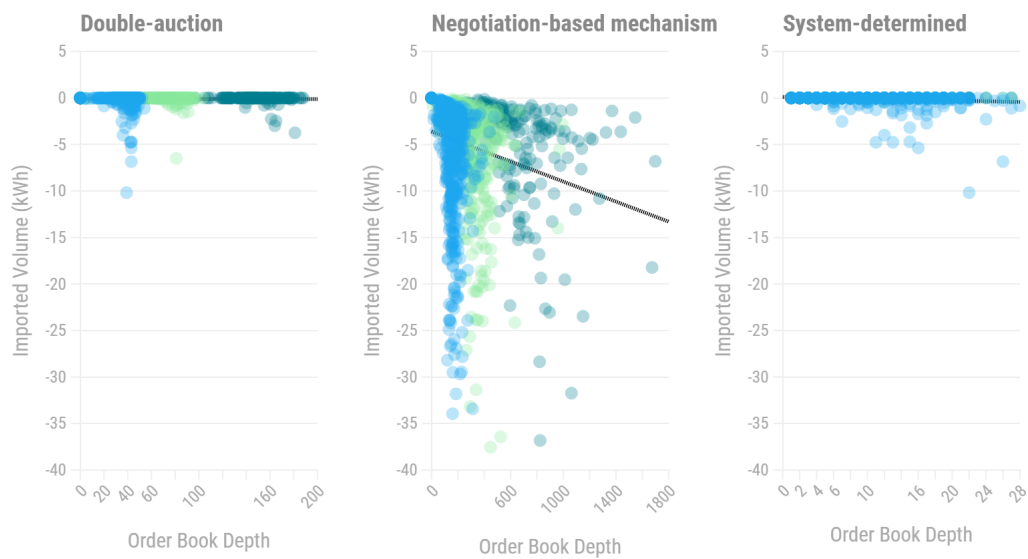 Double-auction
Negotiation-based mechanism
System-determined
5
0
-5
-10
-15
-20
-25
-30
-35
-40
Imported Volume (kWh)
0 20 40 60 100 160 200
Order Book Depth
5
0
-5
-10
-15
-20
-25
-30
-35
-40
Imported Volume (kWh)
0 600 1000 1400 1800
Order Book Depth
5
0
-5
-10
-15
-20
-25
-30
-35
-40
Imported Volume (kWh)
0 2 4 6 10 14 20 24 28
Order Book Depth